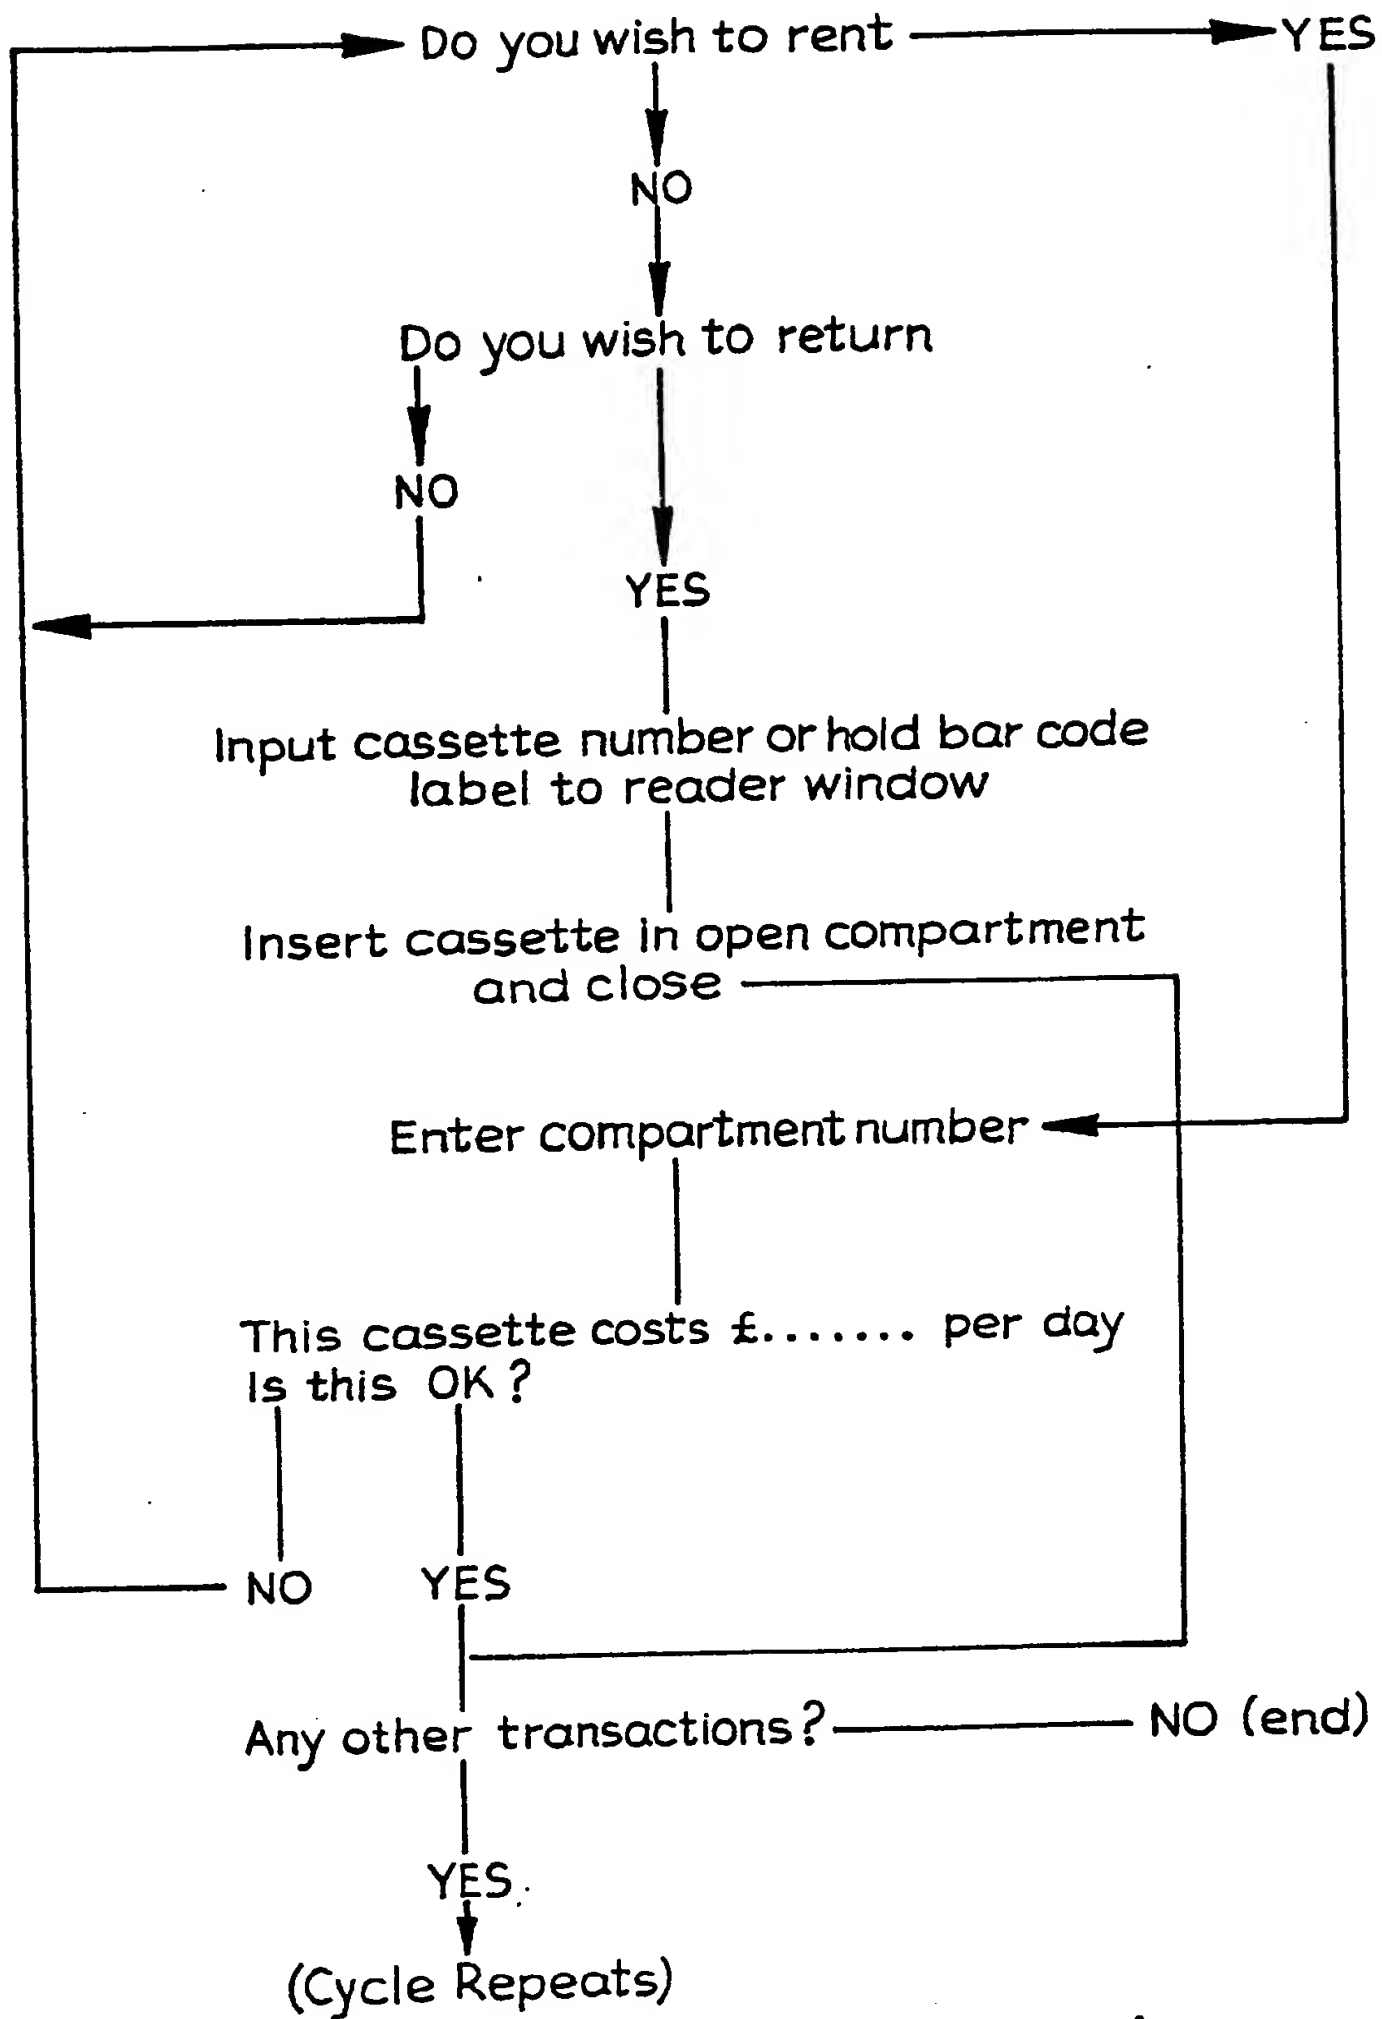 Do you wish to rent
YES
NO
Do you wish to return
NO
YES
Input cassette number or hold bar code
label to reader window
Insert cassette in open compartment
and close
Enter compartment number
This cassette costs £....... per day
Is this OK?
NO
YES
Any other transactions?
NO (end)
YES
(Cycle Repeats)